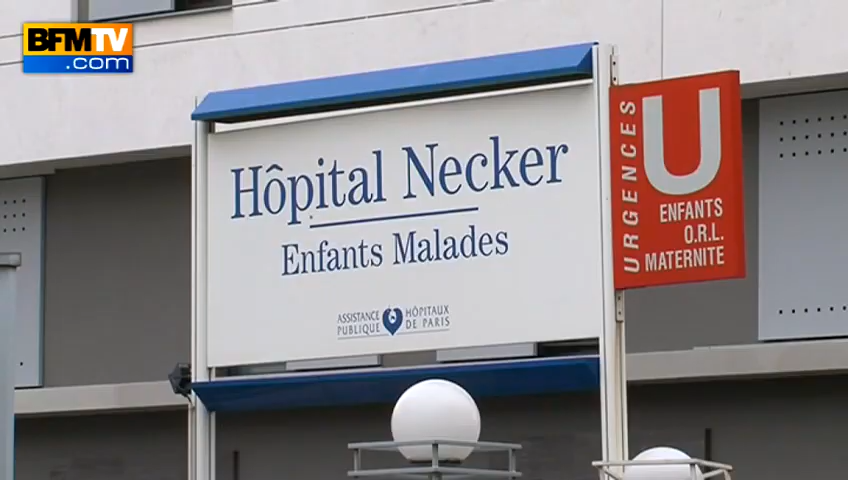 BFMTV
.com
Hôpital Necker
Enfants Malades
ASSISTANCE HÔPITAUX
PUBLIQUE DE PARIS
URGENCES
U
ENFANTS
O.R.L.
MATERNITE